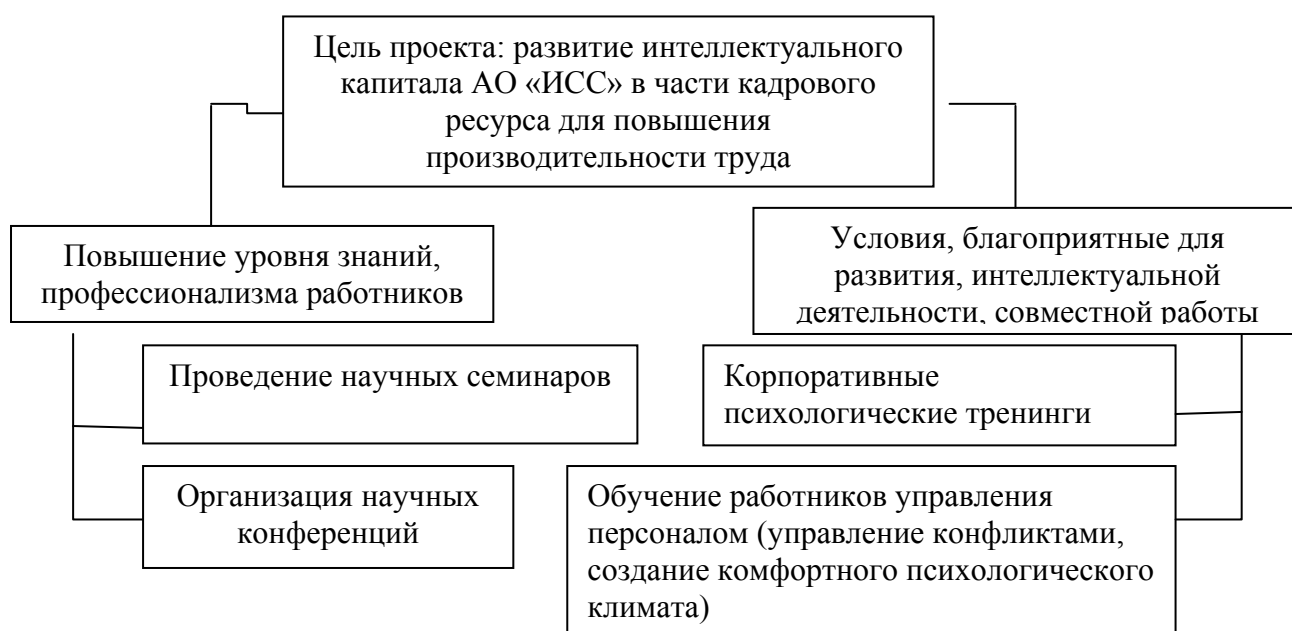 Цель проекта: развитие интеллектуального
капитала АО «ИСС» в части кадрового
ресурса для повышения
производительности труда
Повышение уровня знаний,
профессионализма работников
Условия, благоприятные для
развития, интеллектуальной
деятельности, совместной работы
Проведение научных семинаров
Корпоративные
психологические тренинги
Организация научных
конференций
Обучение работников управления
персоналом (управление конфликтами,
создание комфортного психологического
климата)